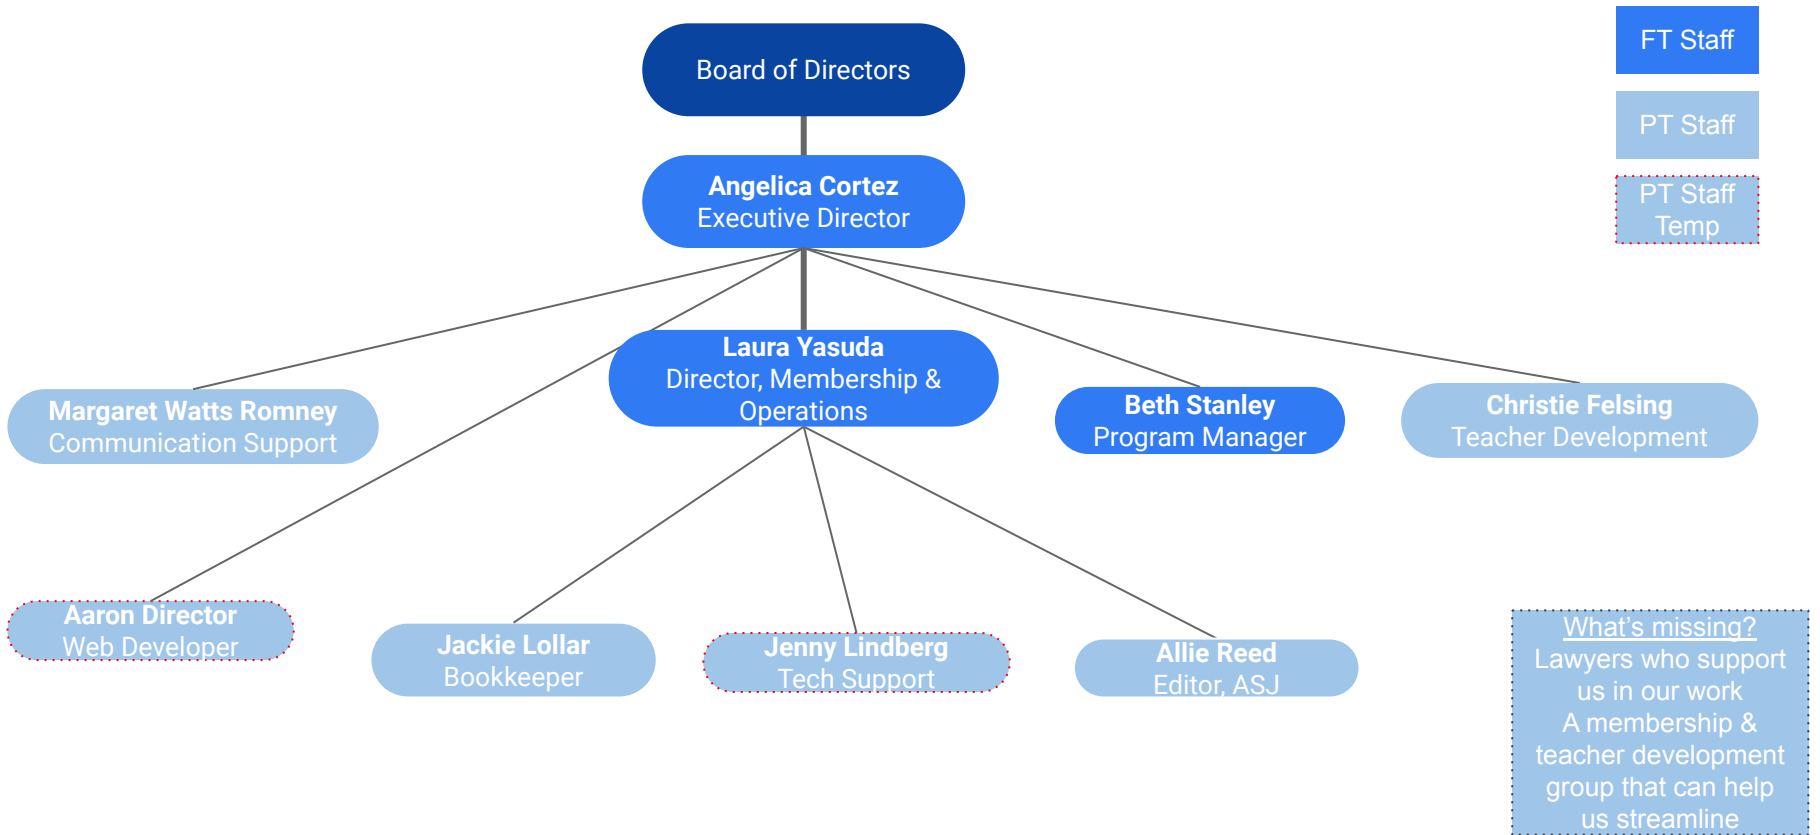 Board of Directors
FT Staff
PT Staff
PT Staff
Temp
Angelica Cortez
Executive Director
Laura Yasuda
Director, Membership &
Operations
Margaret Watts Romney
Communication Support
Beth Stanley
Program Manager
Christie Felsing
Teacher Development
Aaron Director
Web Developer
Jackie Lollar
Bookkeeper
Jenny Lindberg
Tech Support
Allie Reed
Editor, ASJ
What's missing?
Lawyers who support
us in our work
A membership &
teacher development
group that can help
us streamline